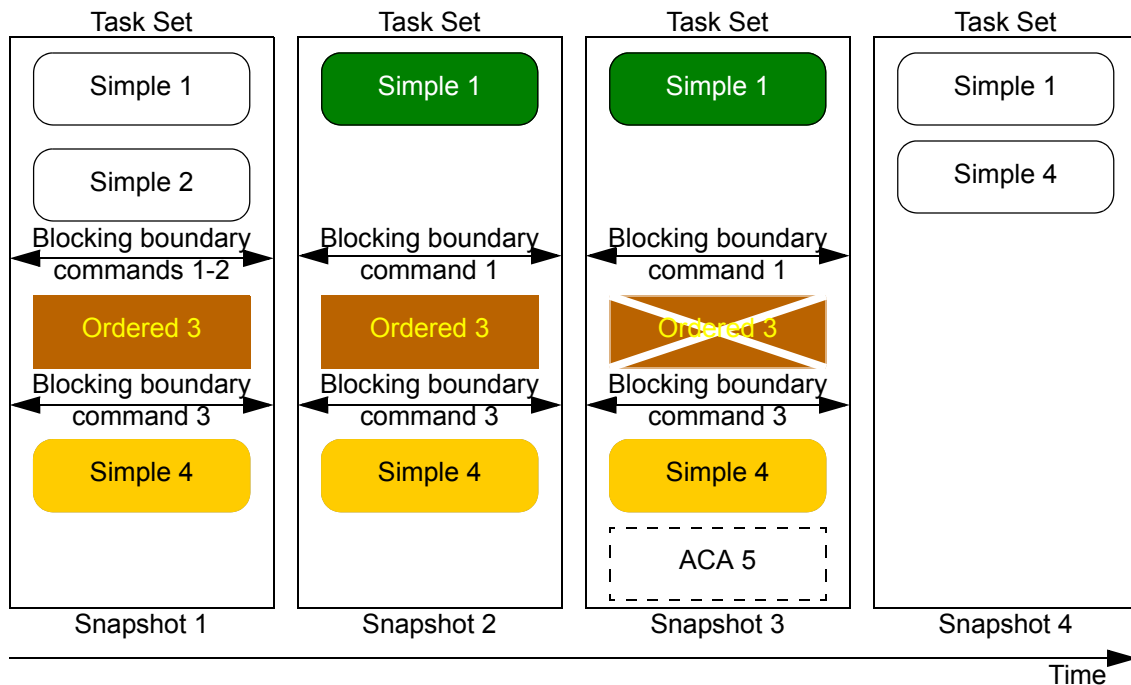 Task Set
Task Set
Task Set
Task Set
Simple 1
Simple 1
Simple 1
Simple 1
Simple 2
Simple 4
Blocking boundary
commands 1-2
Blocking boundary
command 1
Blocking boundary
command 1
Ordered 3
Ordered 3
Ordered 3
Blocking boundary
command 3
Blocking boundary
command 3
Blocking boundary
command 3
Simple 4
Simple 4
Simple 4
ACA 5
Snapshot 1
Snapshot 2
Snapshot 3
Snapshot 4
Time